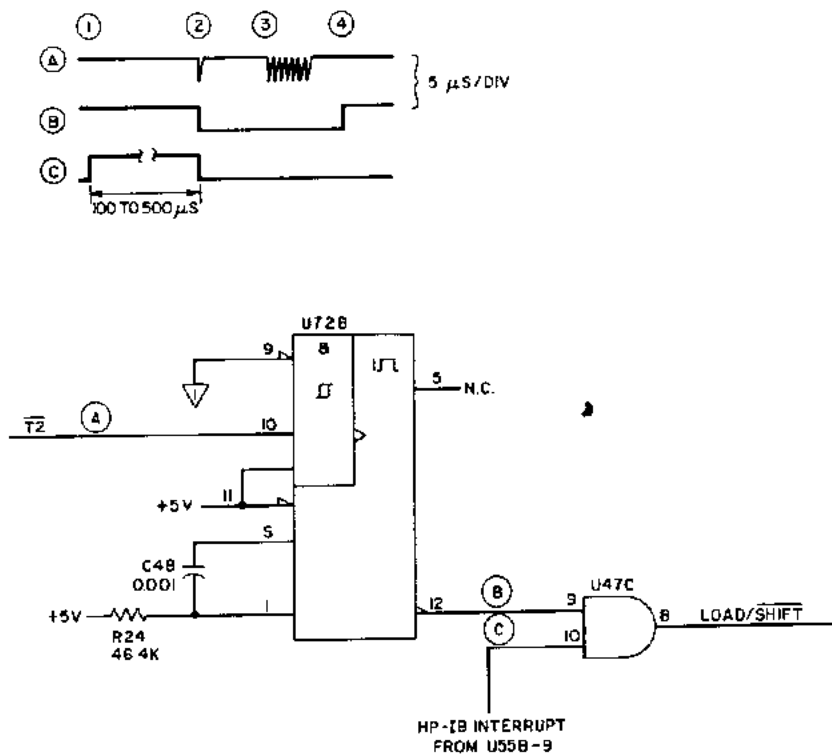 1 2 3 4
A
5 μS/DIV
B
C
100 TO 500 μS
U72B
9 &
5 N.C.
T2 A 10
+5V 11
S
C48
0.001
+5V 1
R24
46.4K
12 B 9 U47C
C 10
8 LOAD/SHIFT
HP-IB INTERRUPT
FROM U55B-9